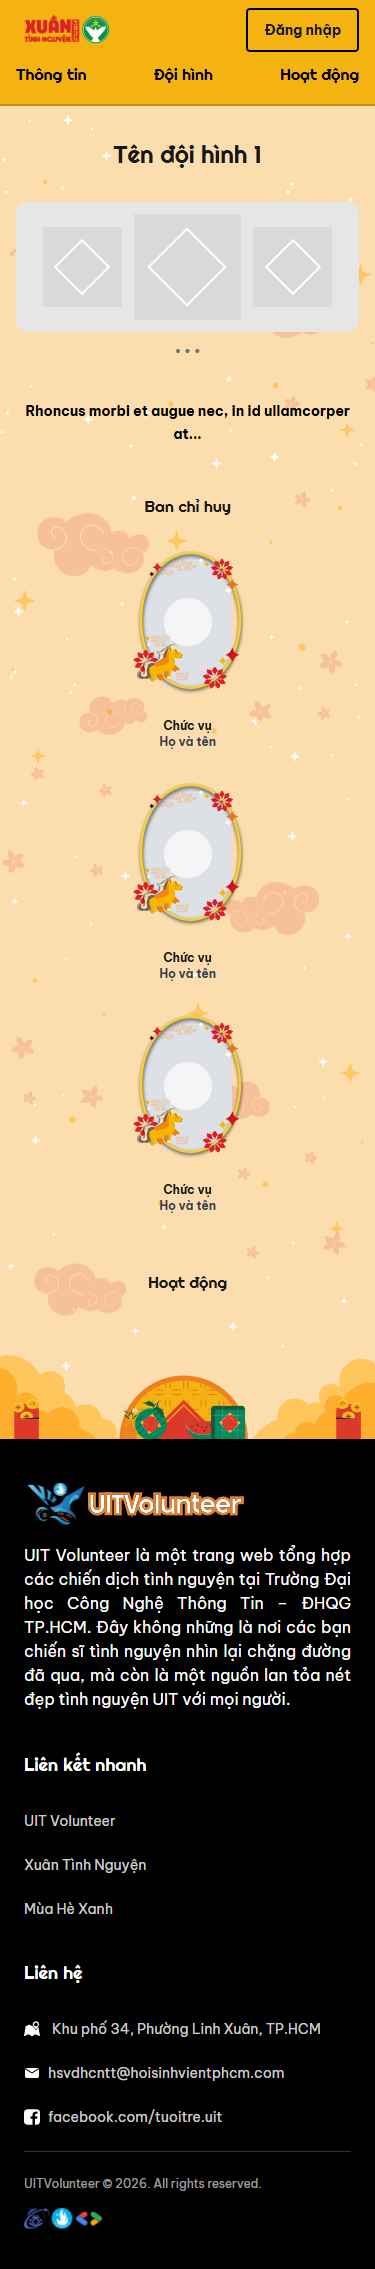 XUÂN
TÌNH NGUYỆN
Đăng nhập
Thông tin
Đội hình
Hoạt động
Tên đội hình 1
Rhoncus morbi et augue nec, in id ullamcorper
at...
Ban chỉ huy
Chức vụ
Họ và tên
Chức vụ
Họ và tên
Chức vụ
Họ và tên
Hoạt động
UITVolunteer
UIT Volunteer là một trang web tổng hợp
các chiến dịch tình nguyện tại Trường Đại
học Công Nghệ Thông Tin – ĐHQG
TP.HCM. Đây không những là nơi các bạn
chiến sĩ tình nguyện nhìn lại chặng đường
đã qua, mà còn là một nguồn lan tỏa nét
đẹp tình nguyện UIT với mọi người.
Liên kết nhanh
UIT Volunteer
Xuân Tình Nguyện
Mùa Hè Xanh
Liên hệ
Khu phố 34, Phường Linh Xuân, TP.HCM
hsvdhcntt@hoisinhvientphcm.com
facebook.com/tuoitre.uit
UITVolunteer © 2026. All rights reserved.